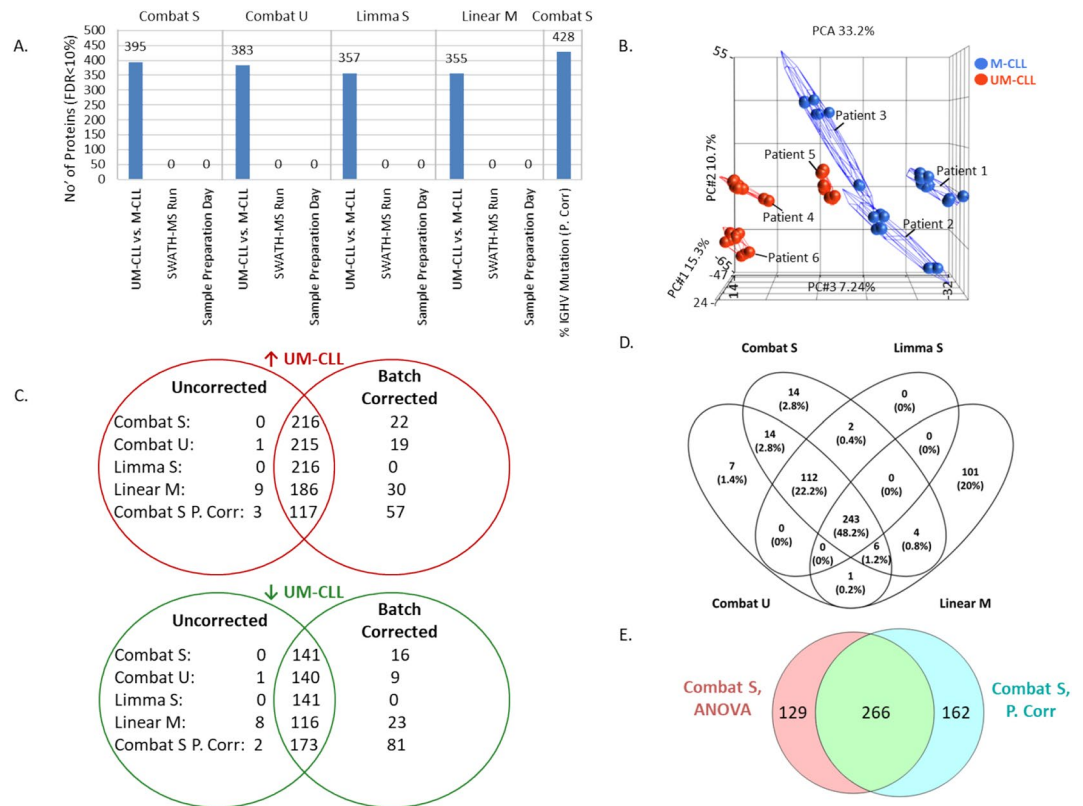 A.
Combat S Combat U Limma S Linear M Combat S
No' of Proteins (FDR<10%)
500
450
400
350
300
250
200
150
100
50
0
395 0 0 383 0 0 357 0 0 355 0 0 428
UM-CLL vs. M-CLL
SWATH-MS Run
Sample Preparation Day
UM-CLL vs. M-CLL
SWATH-MS Run
Sample Preparation Day
UM-CLL vs. M-CLL
SWATH-MS Run
Sample Preparation Day
UM-CLL vs. M-CLL
SWATH-MS Run
Sample Preparation Day
% IGHV Mutation (P. Corr)
B.
PCA 33.2%
M-CLL
UM-CLL
55
PC#2 10.7%
Patient 3
Patient 5
Patient 1
Patient 4
Patient 2
Patient 6
PC#1 15.3%
-47
24
14
PC#3 7.24%
-32
C.
↑ UM-CLL
Uncorrected Batch
Corrected
Combat S: 0 216 22
Combat U: 1 215 19
Limma S: 0 216 0
Linear M: 9 186 30
Combat S P. Corr: 3 117 57
↓ UM-CLL
Uncorrected Batch
Corrected
Combat S: 0 141 16
Combat U: 1 140 9
Limma S: 0 141 0
Linear M: 8 116 23
Combat S P. Corr: 2 173 81
D.
Combat S Limma S
14
(2.8%)
0
(0%)
14
(2.8%)
2
(0.4%)
0
(0%)
7
(1.4%)
112
(22.2%)
0
(0%)
101
(20%)
243
(48.2%)
0
(0%)
0
(0%)
6
(1.2%)
4
(0.8%)
1
(0.2%)
Combat U Linear M
E.
Combat S,
ANOVA
129 266 162
Combat S,
P. Corr